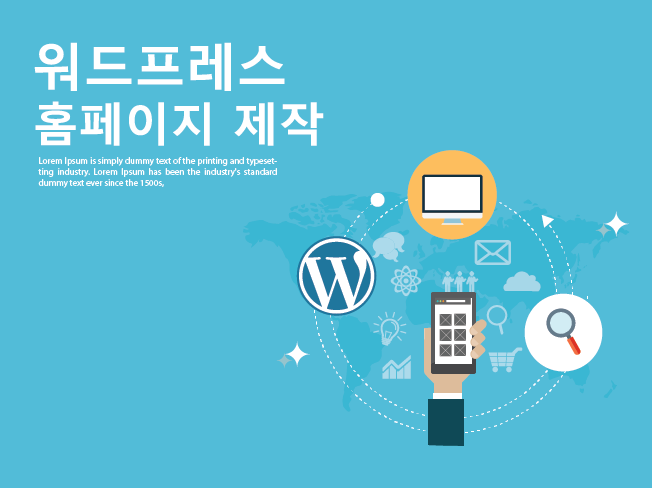 워드프레스
홈페이지 제작
Lorem Ipsum is simply dummy text of the printing and typeset-
ting industry. Lorem Ipsum has been the industry's standard
dummy text ever since the 1500s,
W